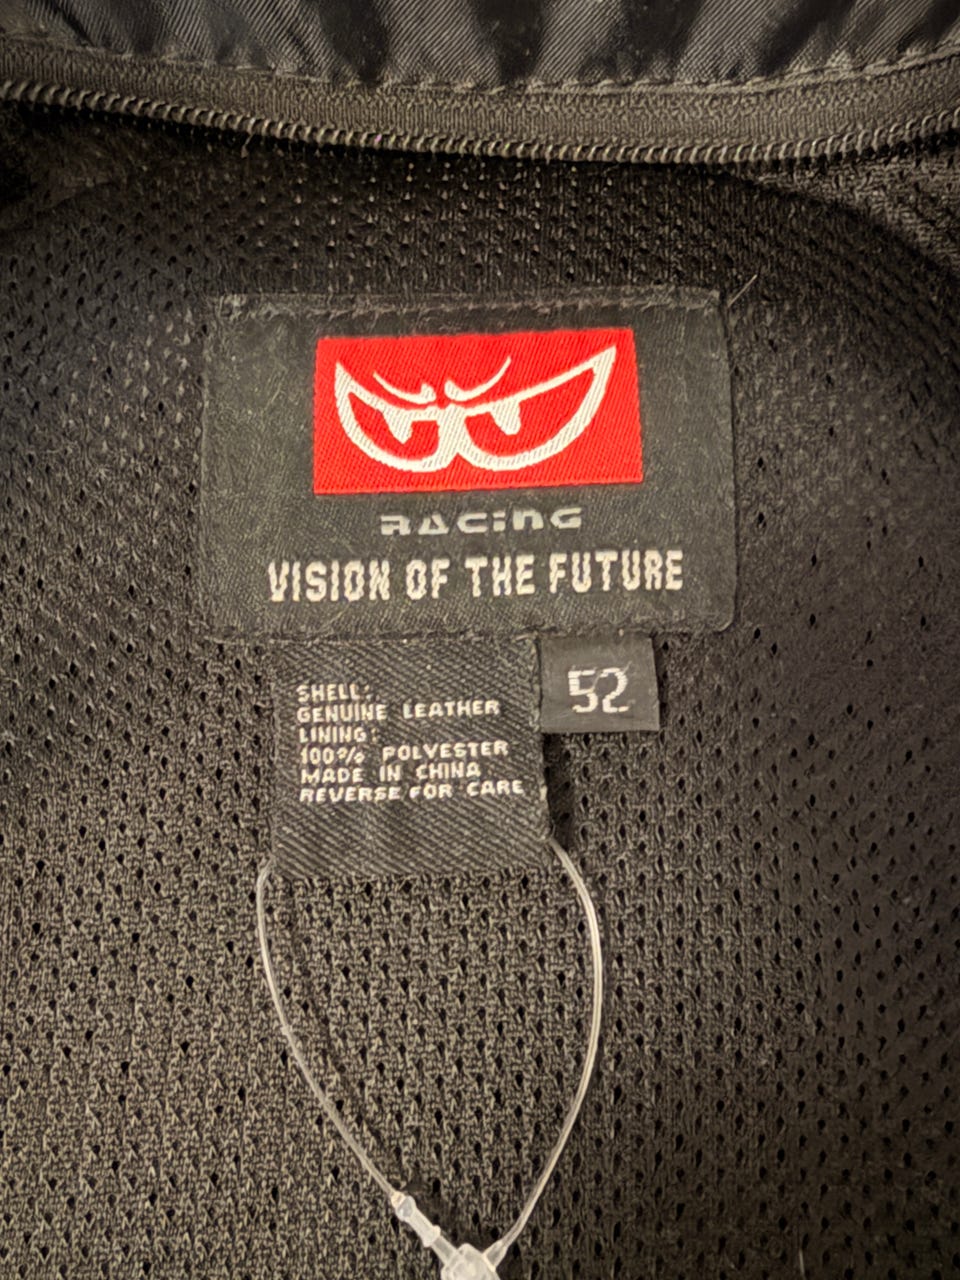 RACING
VISION OF THE FUTURE
52
SHELL:
GENUINE LEATHER
LINING:
100% POLYESTER
MADE IN CHINA
REVERSE FOR CARE